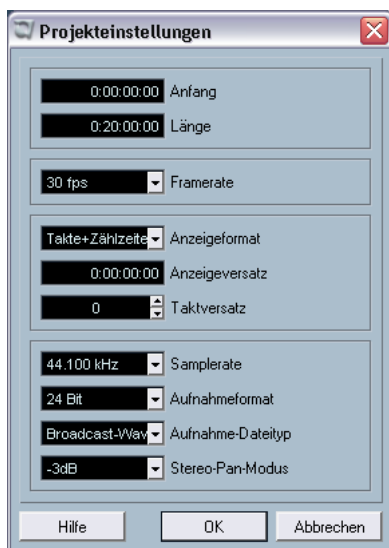 Projekteinstellungen
0:00:00:00 Anfang
0:20:00:00 Länge
30 fps Framerate
Takte+Zählzeite Anzeigeformat
0:00:00:00 Anzeigeversatz
0 Taktversatz
44.100 kHz Samplerate
24 Bit Aufnahmeformat
Broadcast-Wav Aufnahme-Dateityp
-3dB Stereo-Pan-Modus
Hilfe OK Abbrechen